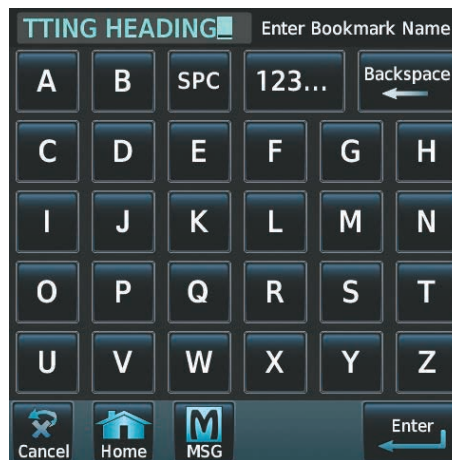 TTING HEADING Enter Bookmark Name
A B SPC 123... Backspace
C D E F G H
I J K L M N
O P Q R S T
U V W X Y Z
Cancel Home MSG Enter